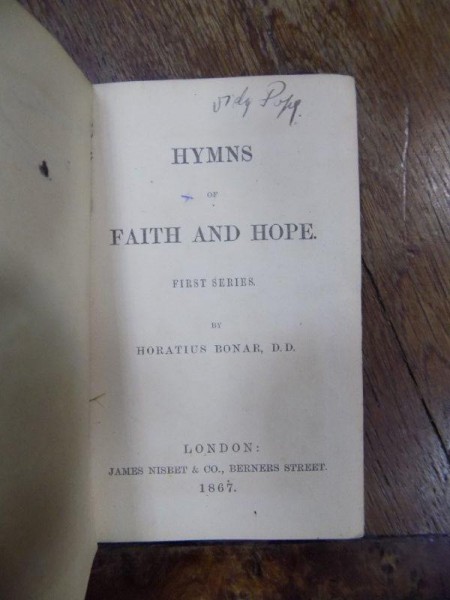 HYMNS
OF
FAITH AND HOPE.
FIRST SERIES.
BY
HORATIUS BONAR, D.D.
LONDON:
JAMES NISBET & CO., BERNERS STREET.
1867.